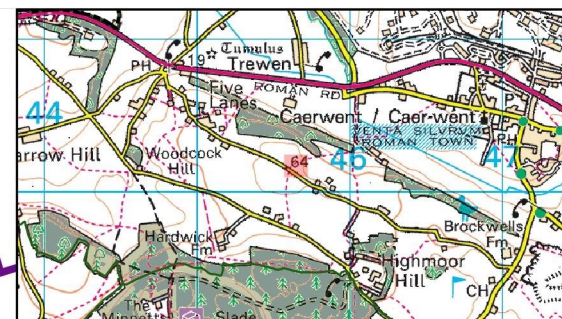 PH
19
Tumulus
Trewen
Five
Lanes
ROMAN RD
44
Caerwent
Caer-went
VENTA SILVRVM
ROMAN TOWN
P
arrow Hill
Woodcock
Hill
64
46
47
Hardwick
Fm
Brockwells
Fm
Highmoor
Hill
CH
The
Minnetts
Slade